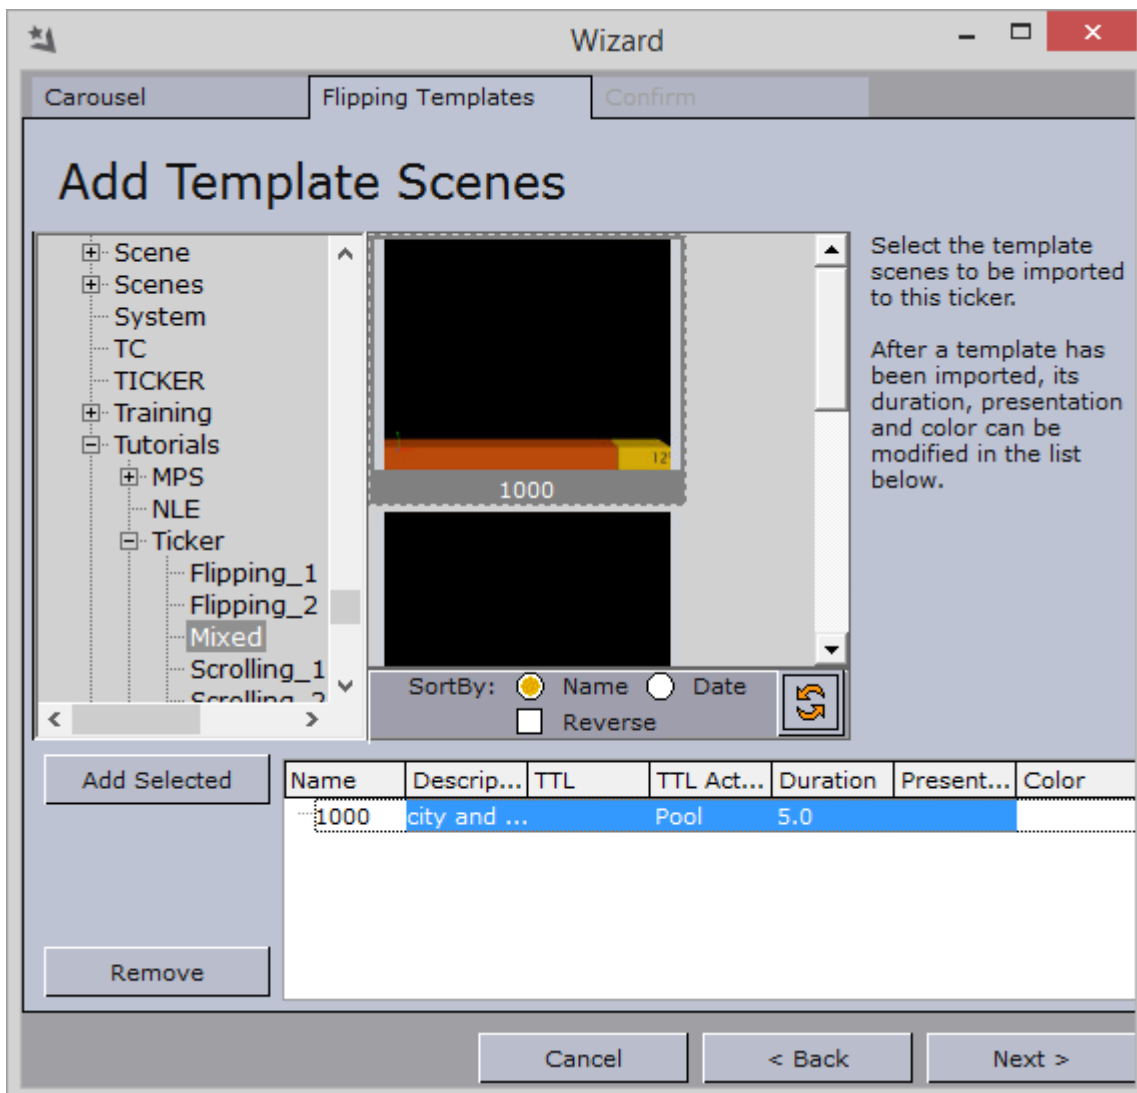 Wizard
Carousel
Flipping Templates
Confirm
Add Template Scenes
Scene
Scenes
System
TC
TICKER
Training
Tutorials
MPS
NLE
Ticker
Flipping_1
Flipping_2
Mixed
Scrolling_1
Scrolling_2
12
1000
SortBy: Name Date
Reverse
Select the template
scenes to be imported
to this ticker.
After a template has
been imported, its
duration, presentation
and color can be
modified in the list
below.
Add Selected
Remove
Name Descrip... TTL TTL Act... Duration Present... Color
1000 city and ... Pool 5.0
Cancel < Back Next >